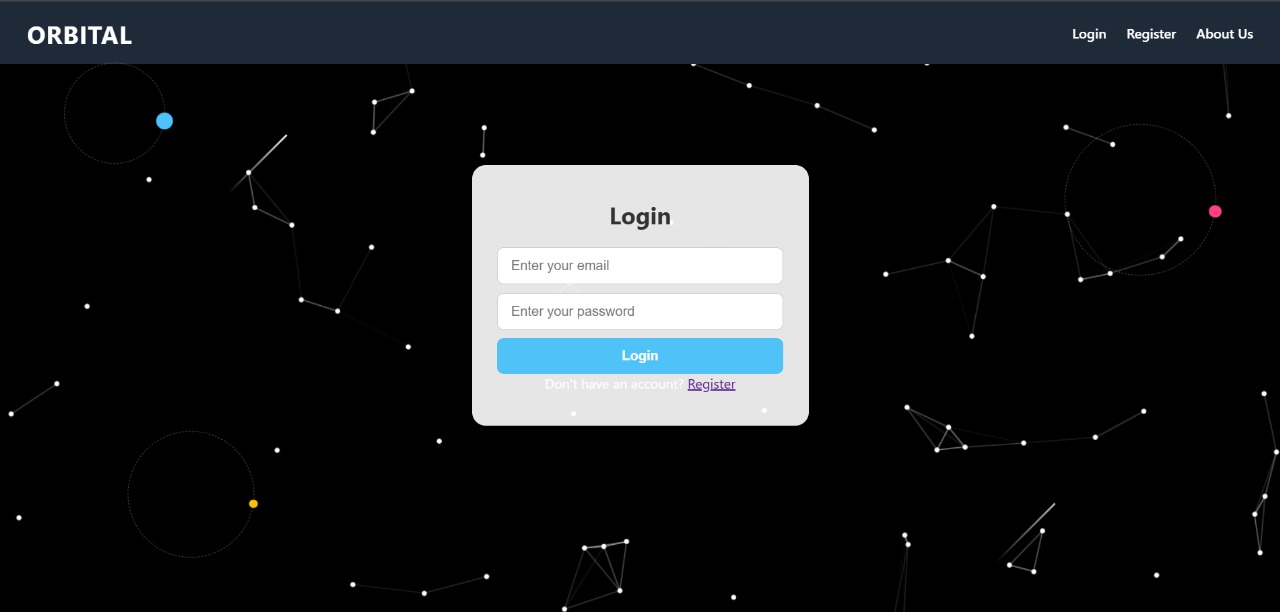 ORBITAL
Login Register About Us
Login
Enter your email
Enter your password
Login
Don't have an account? Register